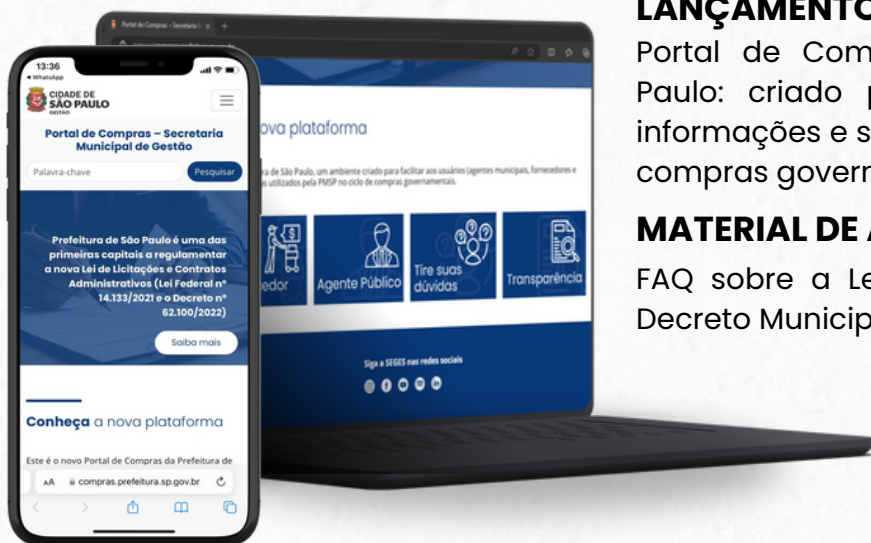 Portal de Compras – Secretaria
13:36
WhatsApp
CIDADE DE
SÃO PAULO
GESTÃO
Portal de Compras – Secretaria
Municipal de Gestão
Palavra-chave
Pesquisar
Prefeitura de São Paulo é uma das
primeiras capitais a regulamentar
a nova Lei de Licitações e Contratos
Administrativos (Lei Federal nº
14.133/2021 e o Decreto nº
62.100/2022)
Saiba mais
Conheça a nova plataforma
Este é o novo Portal de Compras da Prefeitura de
AA compras.prefeitura.sp.gov.br
ova plataforma
ra de São Paulo, um ambiente criado para facilitar aos usuários (agentes municipais, fornecedores e
os utilizados pela PMSP no ciclo de compras governamentais.
edor
Agente Público
Tire suas
dúvidas
Transparência
Siga a SEGES nas redes sociais
LANÇAMENTO
Portal de Com
Paulo: criado p
informações e s
compras govern
MATERIAL DE A
FAQ sobre a Le
Decreto Municip